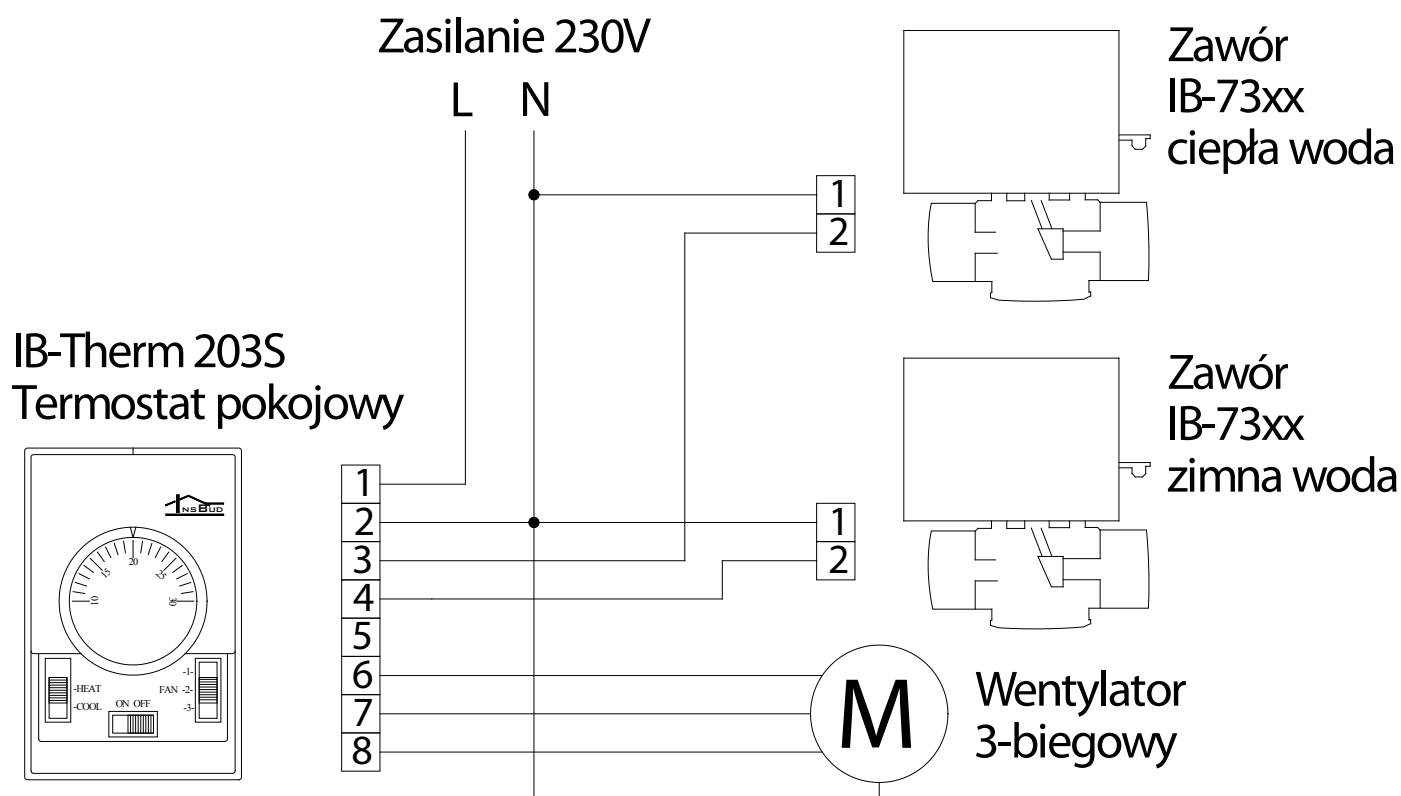 Zasilanie 230V
L N
Zawór
IB-73xx
ciepła woda
1
2
IB-Therm 203S
Termostat pokojowy
Zawór
IB-73xx
zimna woda
1
2
INSBUD
10 15 20 25 30
-HEAT
-COOL
ON OFF
FAN
-1-
-2-
-3-
1
2
3
4
5
6
7
8
M
Wentylator
3-biegowy